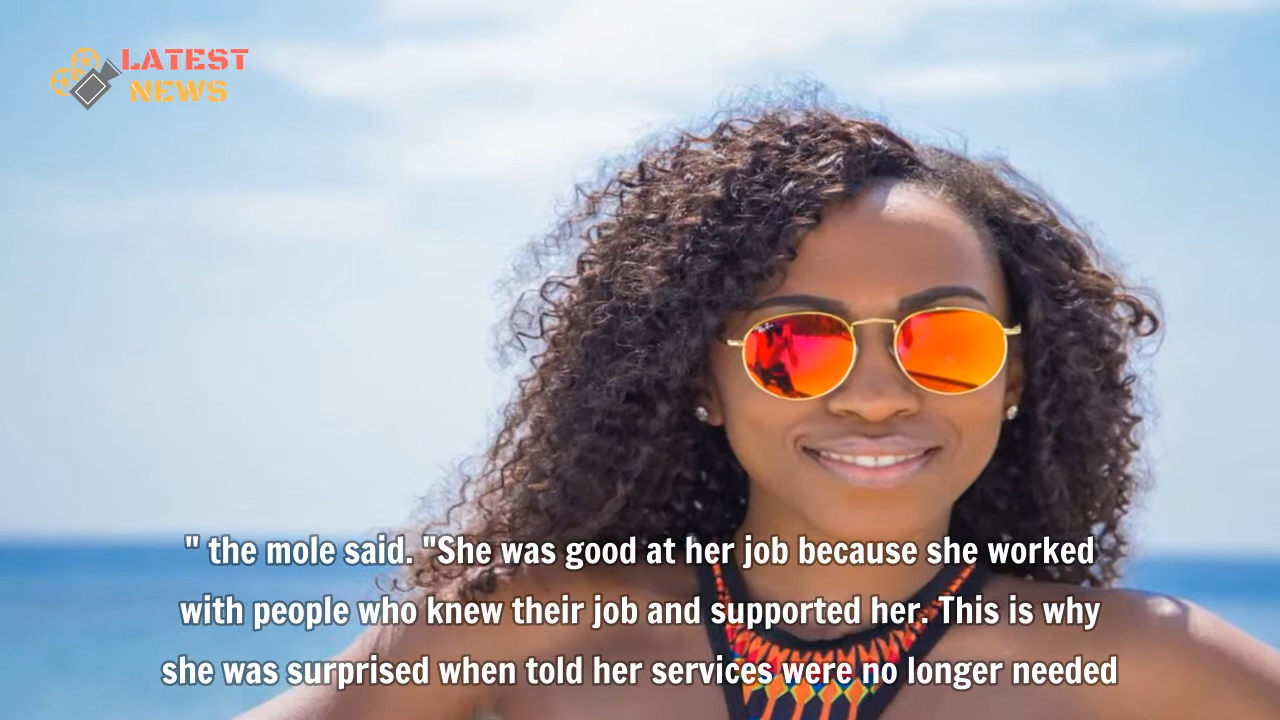 LATEST
NEWS
" the mole said. "She was good at her job because she worked
with people who knew their job and supported her. This is why
she was surprised when told her services were no longer needed